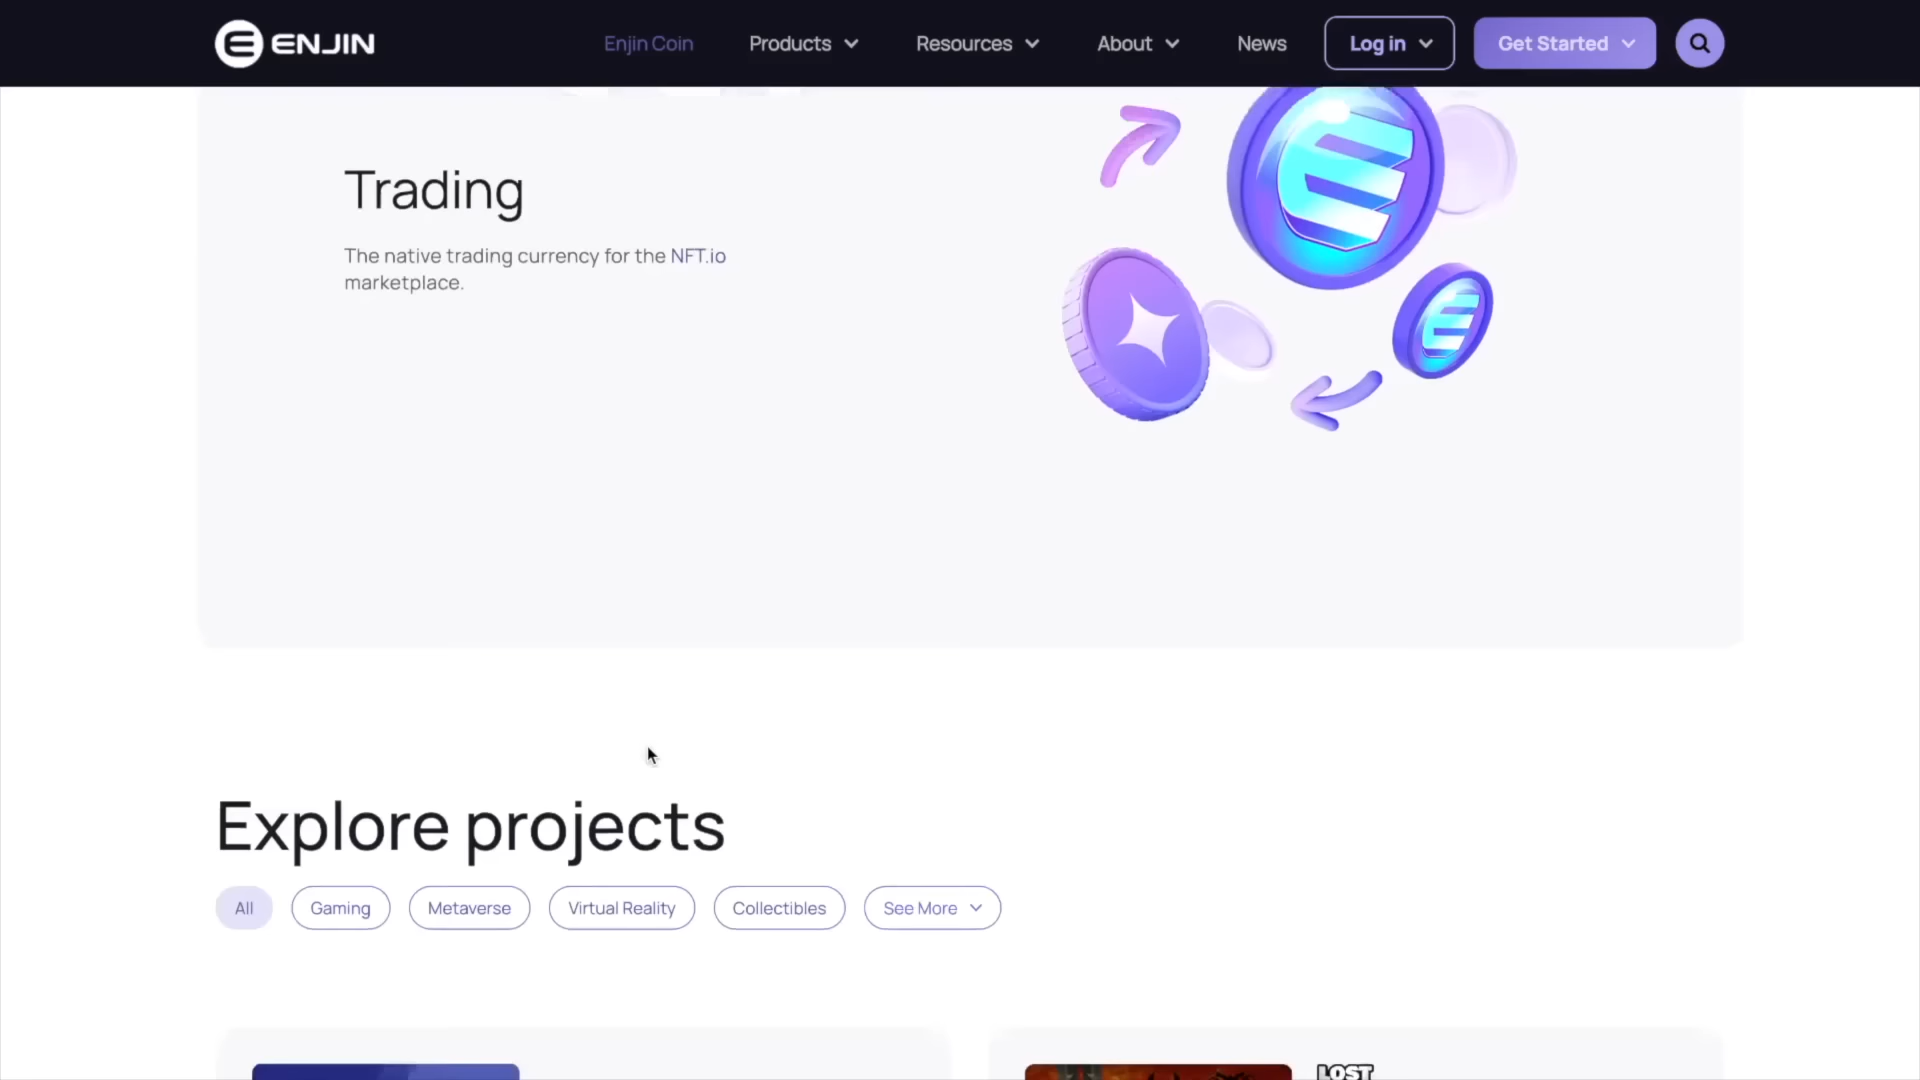 ENJIN
Enjin Coin
Products
Resources
About
News
Log in
Get Started
Trading
The native trading currency for the NFT.io
marketplace.
Explore projects
All
Gaming
Metaverse
Virtual Reality
Collectibles
See More
LOST